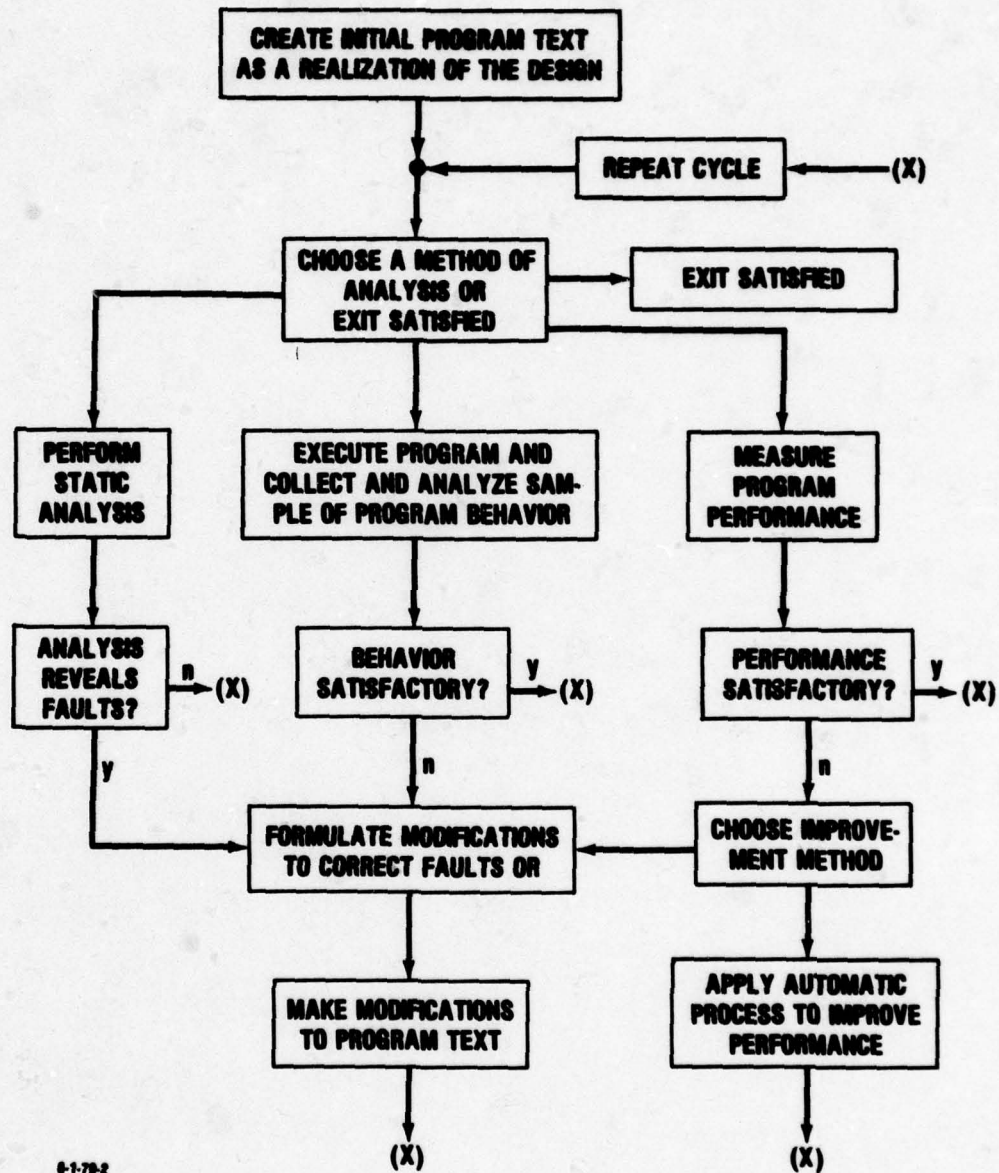 CREATE INITIAL PROGRAM TEXT
AS A REALIZATION OF THE DESIGN
REPEAT CYCLE
(X)
CHOOSE A METHOD OF
ANALYSIS OR
EXIT SATISFIED
EXIT SATISFIED
PERFORM
STATIC
ANALYSIS
EXECUTE PROGRAM AND
COLLECT AND ANALYZE SAM-
PLE OF PROGRAM BEHAVIOR
MEASURE
PROGRAM
PERFORMANCE
ANALYSIS
REVEALS
FAULTS?
n
(X)
y
BEHAVIOR
SATISFACTORY?
y
(X)
n
PERFORMANCE
SATISFACTORY?
y
(X)
n
FORMULATE MODIFICATIONS
TO CORRECT FAULTS OR
CHOOSE IMPROVE-
MENT METHOD
MAKE MODIFICATIONS
TO PROGRAM TEXT
APPLY AUTOMATIC
PROCESS TO IMPROVE
PERFORMANCE
(X)
(X)